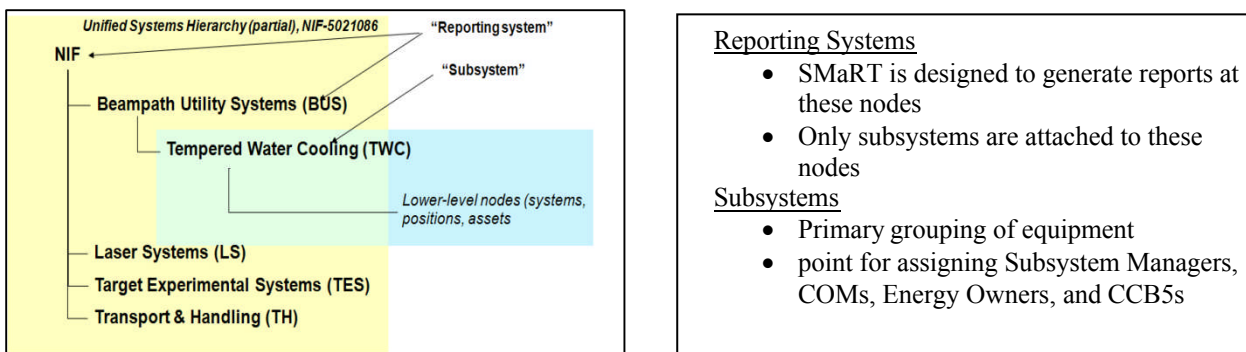 Unified Systems Hierarchy (partial), NIF-5021086
"Reporting system"
NIF
"Subsystem"
Beampath Utility Systems (BUS)
Tempered Water Cooling (TWC)
Lower-level nodes (systems,
positions, assets
Laser Systems (LS)
Target Experimental Systems (TES)
Transport & Handling (TH)
Reporting Systems
• SMaRT is designed to generate reports at
these nodes
• Only subsystems are attached to these
nodes
Subsystems
• Primary grouping of equipment
• point for assigning Subsystem Managers,
COMs, Energy Owners, and CCB5s